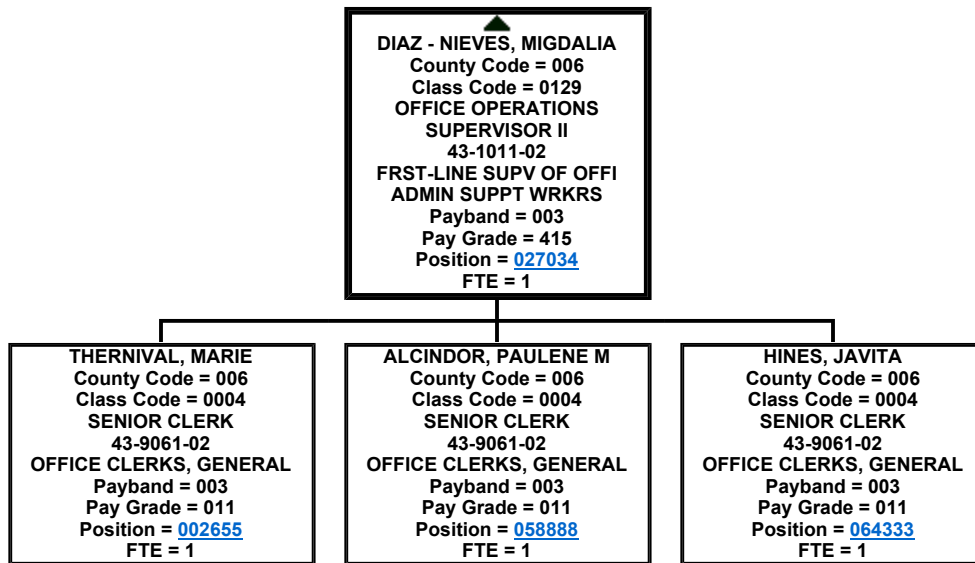 DIAZ - NIEVES, MIGDALIA
County Code = 006
Class Code = 0129
OFFICE OPERATIONS
SUPERVISOR II
43-1011-02
FRST-LINE SUPV OF OFFI
ADMIN SUPPT WRKRS
Payband = 003
Pay Grade = 415
Position = 027034
FTE = 1
THERNIVAL, MARIE
County Code = 006
Class Code = 0004
SENIOR CLERK
43-9061-02
OFFICE CLERKS, GENERAL
Payband = 003
Pay Grade = 011
Position = 002655
FTE = 1
ALCINDOR, PAULENE M
County Code = 006
Class Code = 0004
SENIOR CLERK
43-9061-02
OFFICE CLERKS, GENERAL
Payband = 003
Pay Grade = 011
Position = 058888
FTE = 1
HINES, JAVITA
County Code = 006
Class Code = 0004
SENIOR CLERK
43-9061-02
OFFICE CLERKS, GENERAL
Payband = 003
Pay Grade = 011
Position = 064333
FTE = 1